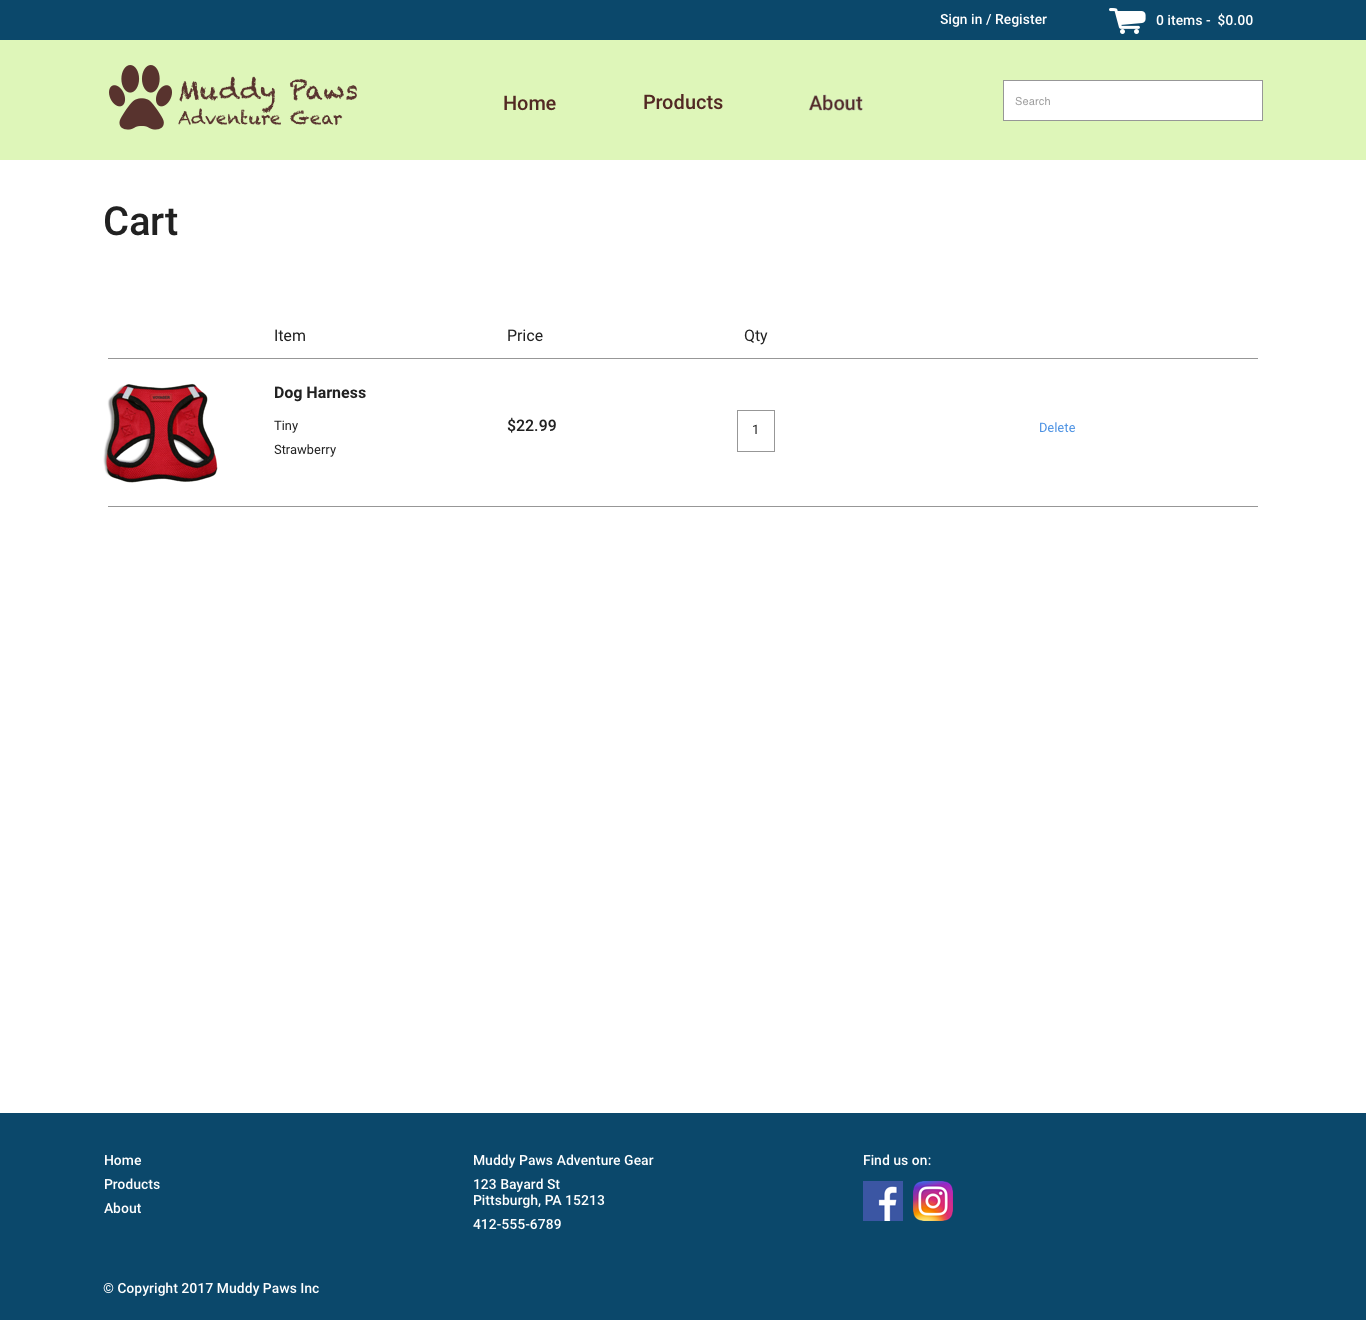 Sign in / Register
0 items - $0.00
Muddy Paws
Adventure Gear
Home
Products
About
Search
Cart
Item
Price
Qty
Dog Harness
Tiny
Strawberry
$22.99
1
Delete
Home
Products
About
Muddy Paws Adventure Gear
123 Bayard St
Pittsburgh, PA 15213
412-555-6789
Find us on:
© Copyright 2017 Muddy Paws Inc